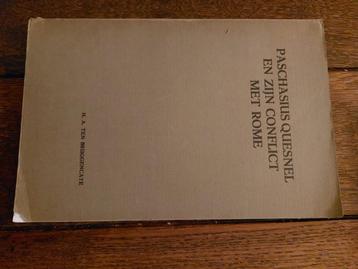 PASCHASIUS QUESNEL
EN ZIJN CONFLICT
MET ROME
H. A. TEN BRUGGENCATE